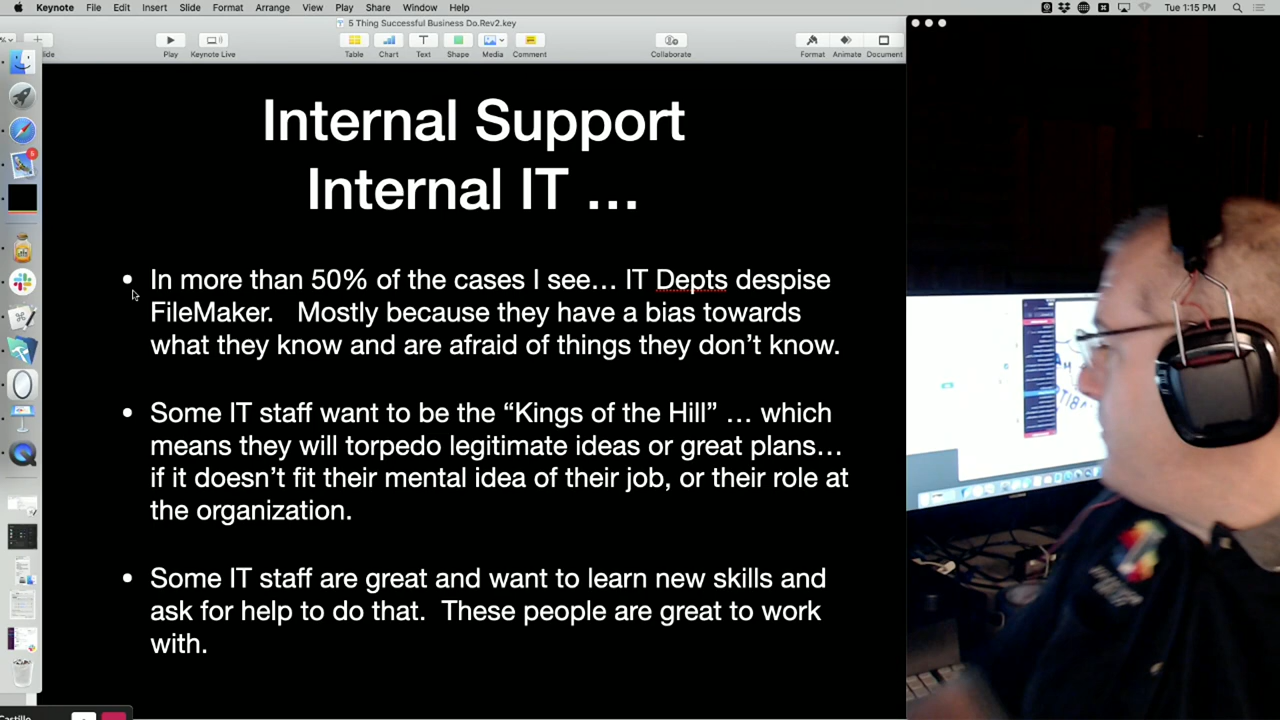 Keynote File Edit Insert Slide Format Arrange View Play Share Window Help Tue 1:15 PM
5 Thing Successful Business Do.Rev2.key
lide Play Keynote Live Table Chart Text Shape Media Comment Collaborate Format Animate Document
Internal Support
Internal IT …
• In more than 50% of the cases I see… IT Depts despise
FileMaker. Mostly because they have a bias towards
what they know and are afraid of things they don’t know.
• Some IT staff want to be the “Kings of the Hill” … which
means they will torpedo legitimate ideas or great plans…
if it doesn’t fit their mental idea of their job, or their role at
the organization.
• Some IT staff are great and want to learn new skills and
ask for help to do that. These people are great to work
with.
Castillo